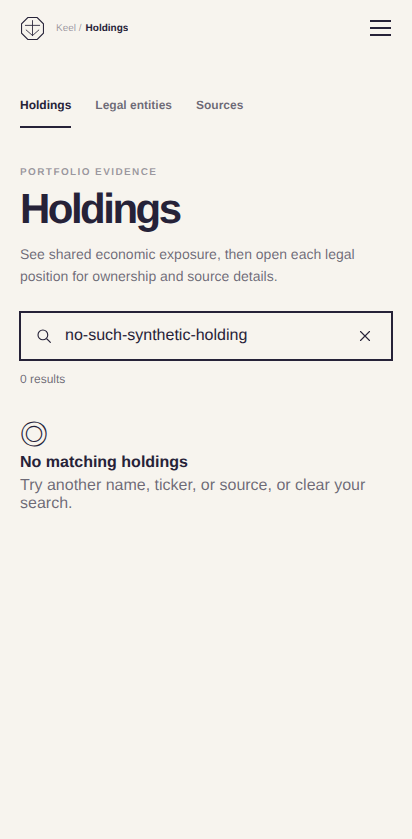 Keel / Holdings
Holdings Legal entities Sources
PORTFOLIO EVIDENCE
Holdings
See shared economic exposure, then open each legal
position for ownership and source details.
no-such-synthetic-holding
0 results
No matching holdings
Try another name, ticker, or source, or clear your
search.